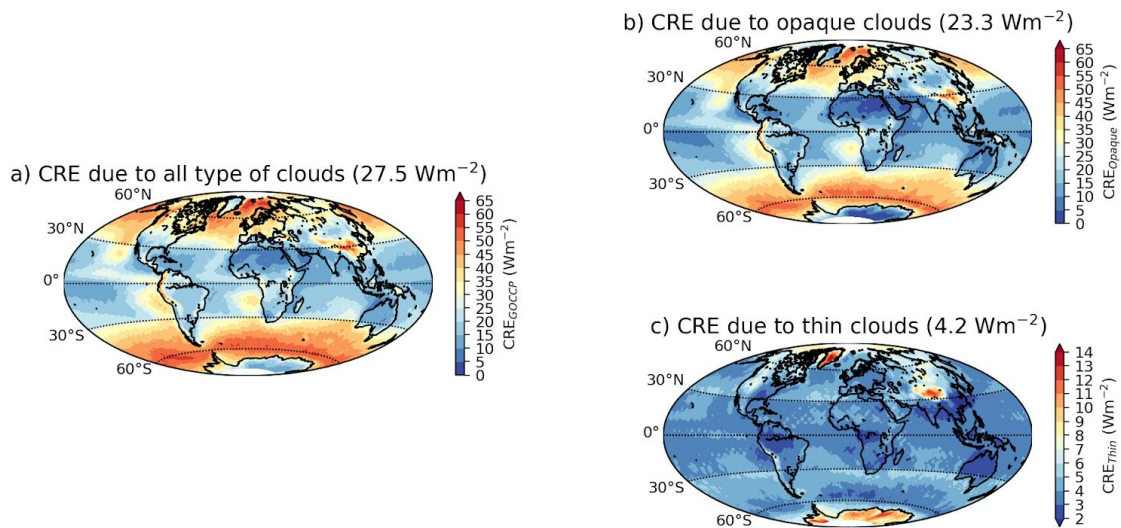 a) CRE due to all type of clouds (27.5 Wm⁻²)
60°N
30°N
0°
30°S
60°S
65
60
55
50
45
40
35
30
25
20
15
10
5
0
CRE_GOCCP (Wm⁻²)
b) CRE due to opaque clouds (23.3 Wm⁻²)
60°N
30°N
0°
30°S
60°S
65
60
55
50
45
40
35
30
25
20
15
10
5
0
CRE_Opaque (Wm⁻²)
c) CRE due to thin clouds (4.2 Wm⁻²)
60°N
30°N
0°
30°S
60°S
14
13
12
11
10
9
8
7
6
5
4
3
2
CRE_Thin (Wm⁻²)